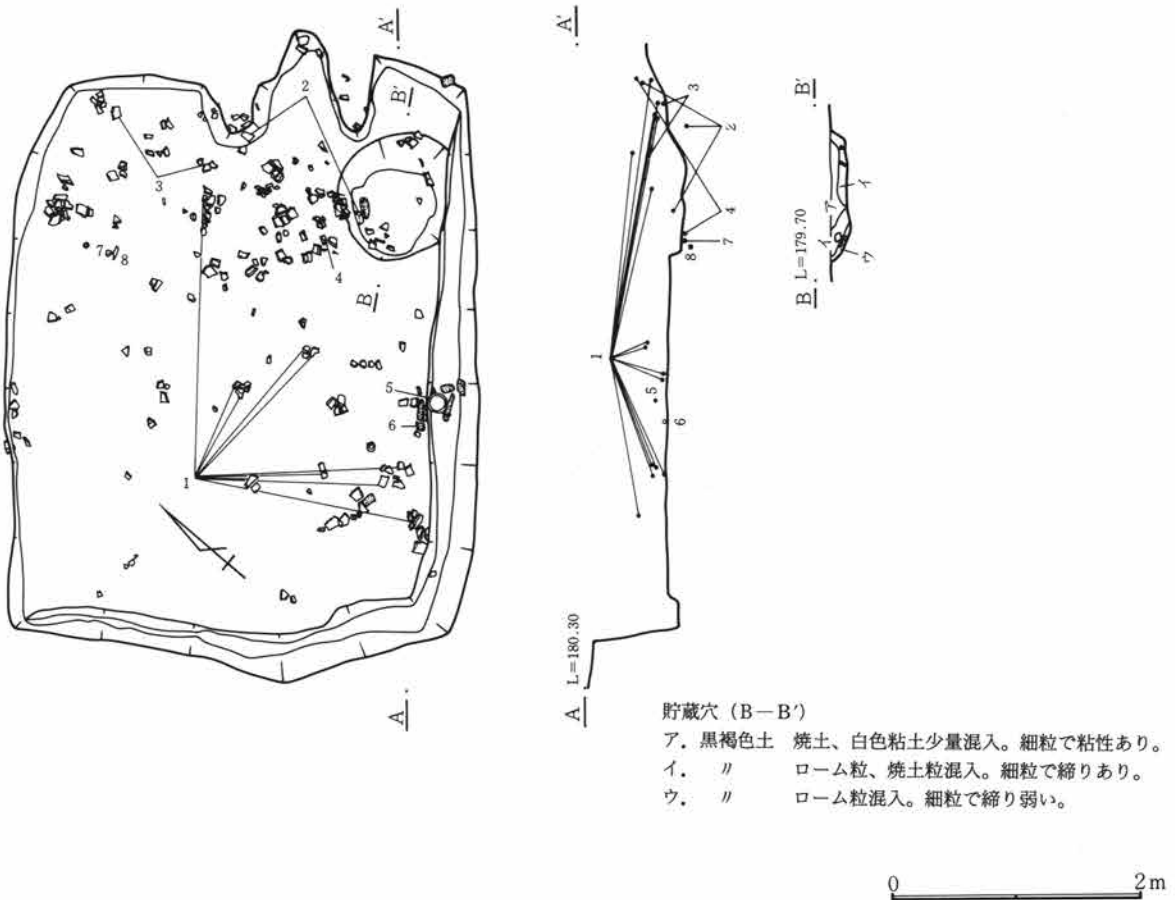 A'
B'
2
3
7
8
4
B
5
6
1
A
A'
3
2
4
7
8
1
5
8
6
L=180.30
A
B'
イ
ア
イ
ウ
L=179.70
B
貯蔵穴（B－B'）
ア．黒褐色土　焼土、白色粘土少量混入。細粒で粘性あり。
イ．　〃　　　ローム粒、焼土粒混入。細粒で締りあり。
ウ．　〃　　　ローム粒混入。細粒で締り弱い。
0　2m